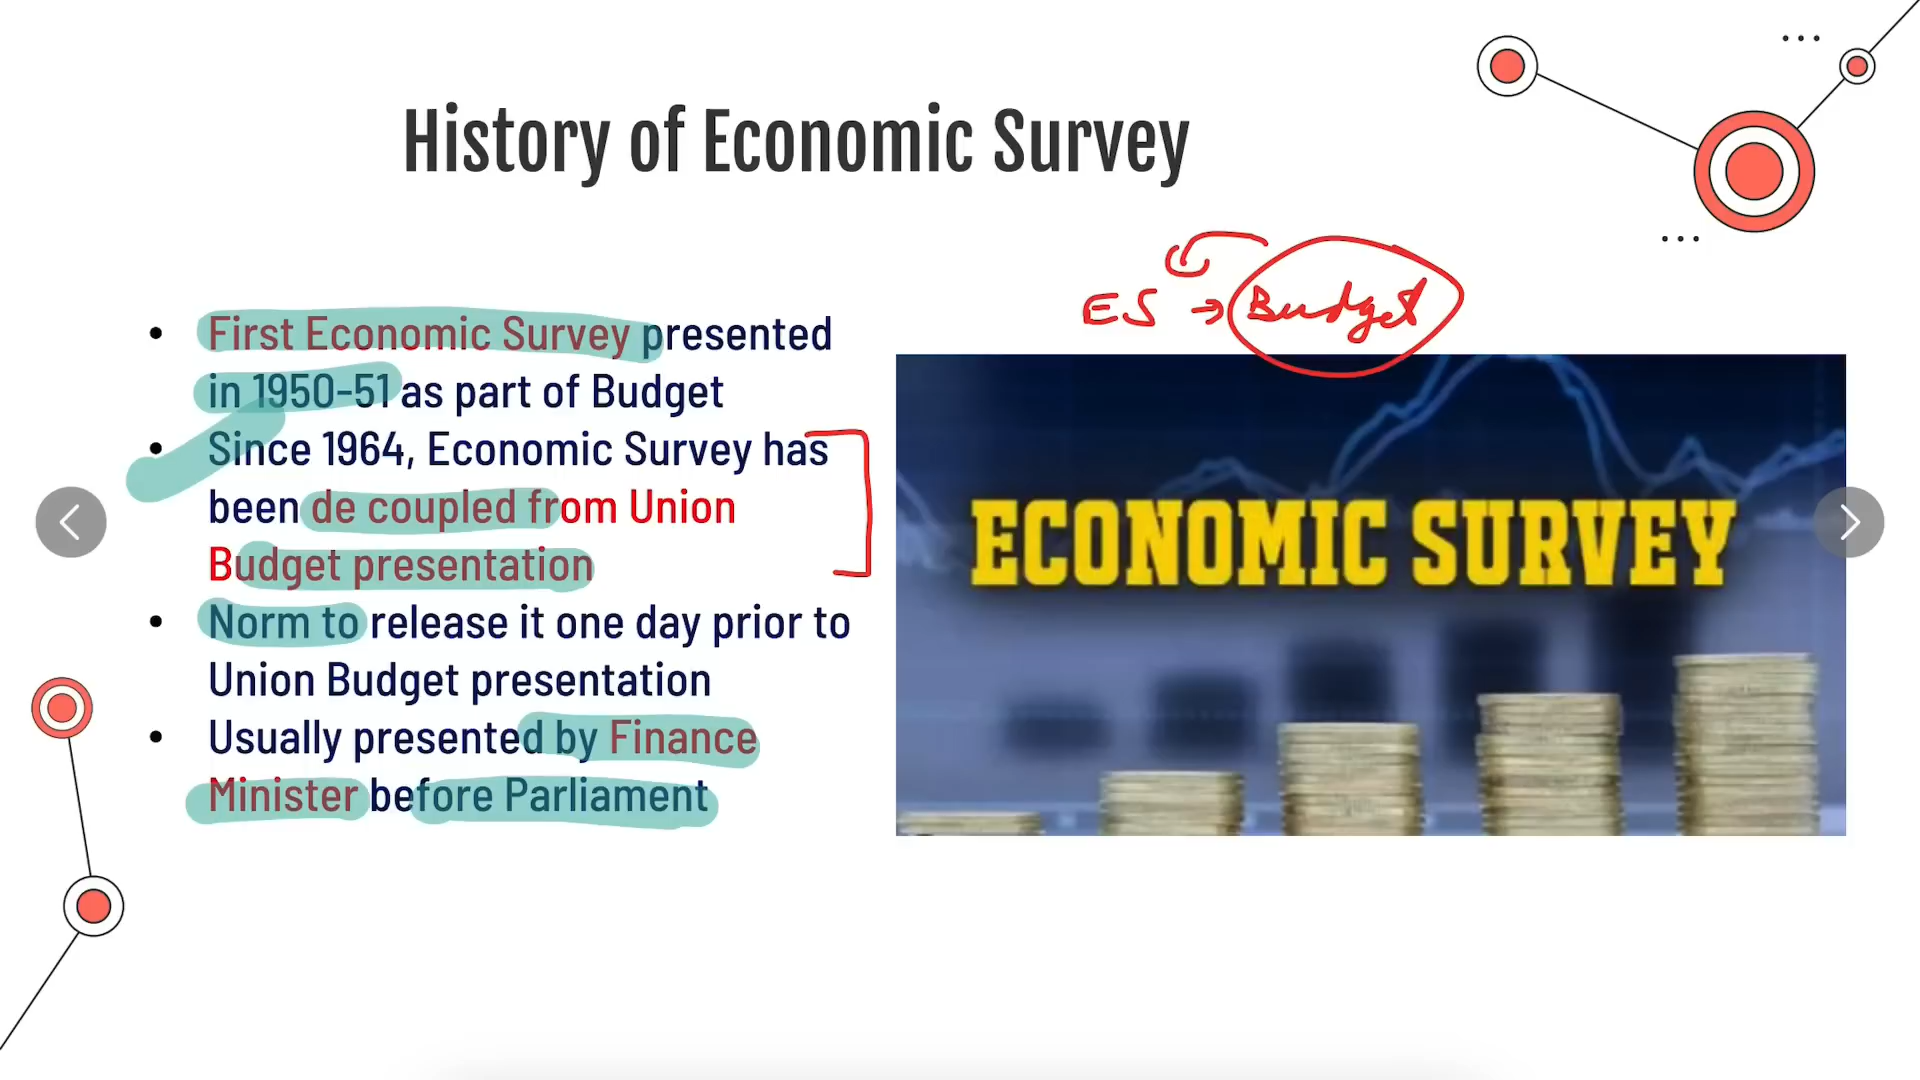 History of Economic Survey
ES → Budget
• First Economic Survey presented
in 1950-51 as part of Budget
• Since 1964, Economic Survey has
been de coupled from Union
Budget presentation
• Norm to release it one day prior to
Union Budget presentation
• Usually presented by Finance
Minister before Parliament
ECONOMIC SURVEY